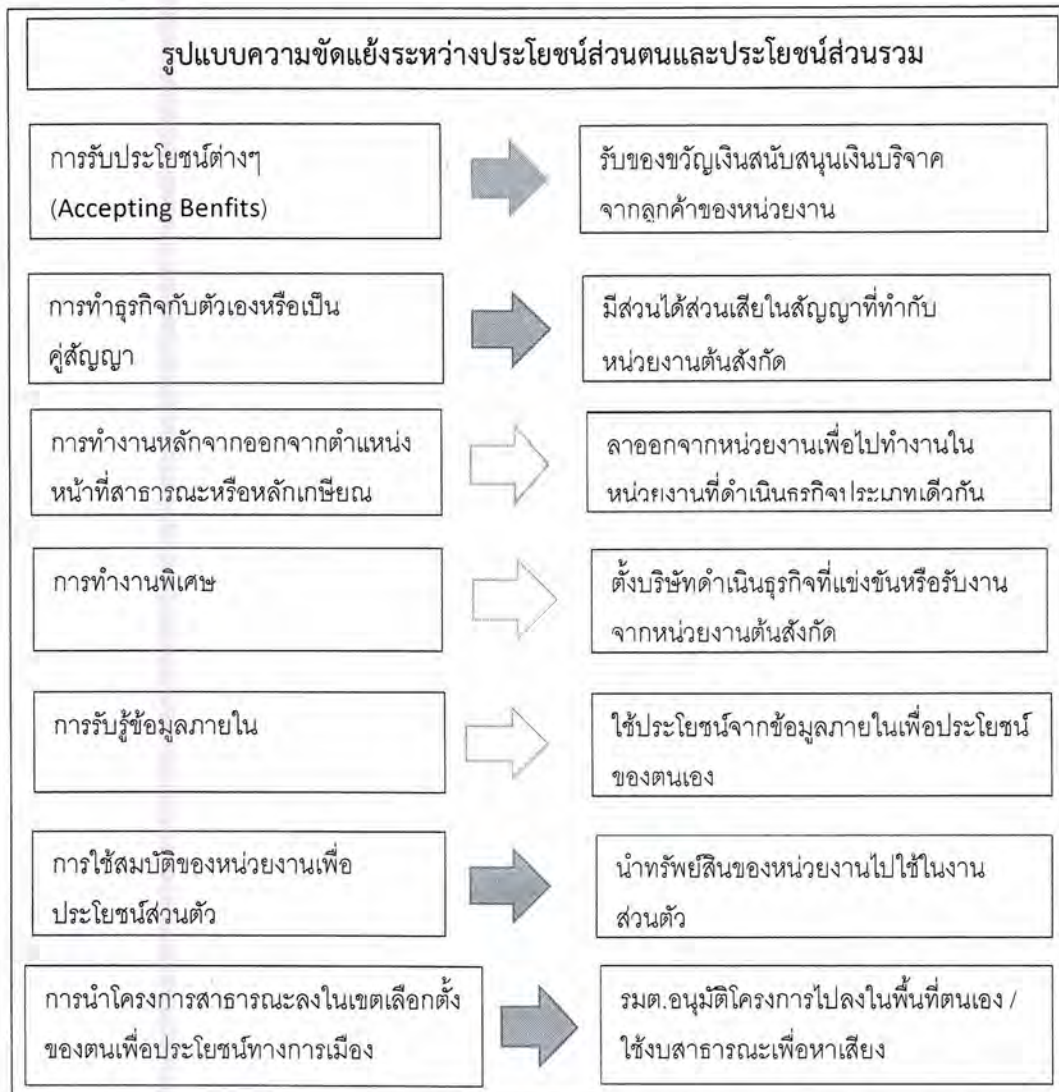 รูปแบบความขัดแย้งระหว่างประโยชน์ส่วนตนและประโยชน์ส่วนรวม
การรับประโยชน์ต่างๆ
(Accepting Benfits)
รับของขวัญเงินสนับสนุนเงินบริจาค
จากลูกค้าของหน่วยงาน
การทำธุรกิจกับตัวเองหรือเป็น
คู่สัญญา
มีส่วนได้ส่วนเสียในสัญญาที่ทำกับ
หน่วยงานต้นสังกัด
การทำงานหลักจากออกจากตำแหน่ง
หน้าที่สาธารณะหรือหลักเกษียณ
ลาออกจากหน่วยงานเพื่อไปทำงานใน
หน่วยงานที่ดำเนินธุรกิจประเภทเดียวกัน
การทำงานพิเศษ
ตั้งบริษัทดำเนินธุรกิจที่แข่งขันหรือรับงาน
จากหน่วยงานต้นสังกัด
การรับรู้ข้อมูลภายใน
ใช้ประโยชน์จากข้อมูลภายในเพื่อประโยชน์
ของตนเอง
การใช้สมบัติของหน่วยงานเพื่อ
ประโยชน์ส่วนตัว
นำทรัพย์สินของหน่วยงานไปใช้ในงาน
ส่วนตัว
การนำโครงการสาธารณะลงในเขตเลือกตั้ง
ของตนเพื่อประโยชน์ทางการเมือง
รมต.อนุมัติโครงการไปลงในพื้นที่ตนเอง /
ใช้งบสาธารณะเพื่อหาเสียง